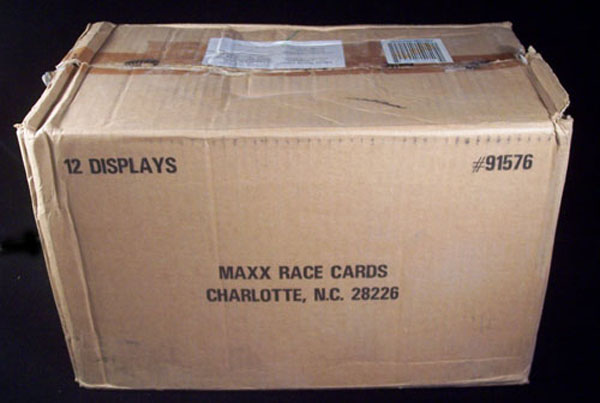 12 DISPLAYS
#91576
MAXX RACE CARDS
CHARLOTTE, N.C. 28226